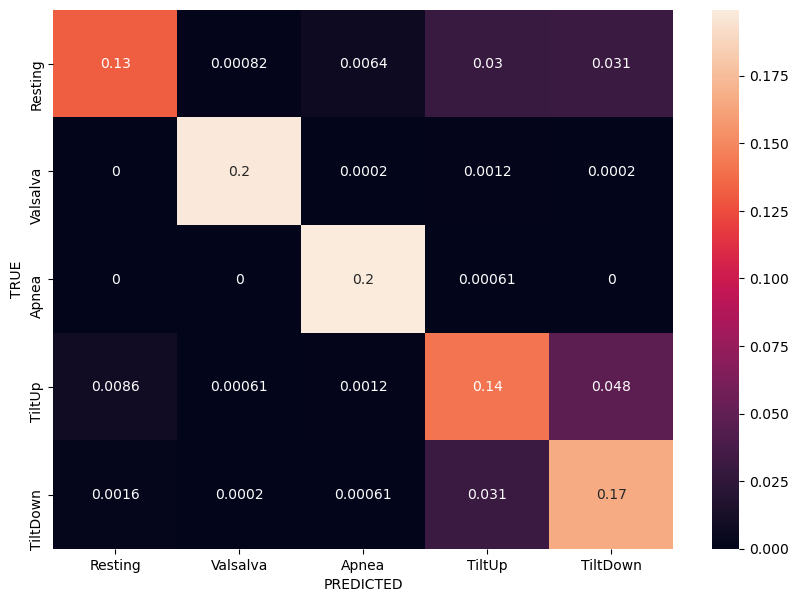 Resting 0.13 0.00082 0.0064 0.03 0.031
Valsalva 0 0.2 0.0002 0.0012 0.0002
Apnea 0 0 0.2 0.00061 0
TiltUp 0.0086 0.00061 0.0012 0.14 0.048
TiltDown 0.0016 0.0002 0.00061 0.031 0.17
TRUE
Resting Valsalva Apnea TiltUp TiltDown
PREDICTED
0.175
0.150
0.125
0.100
0.075
0.050
0.025
0.000